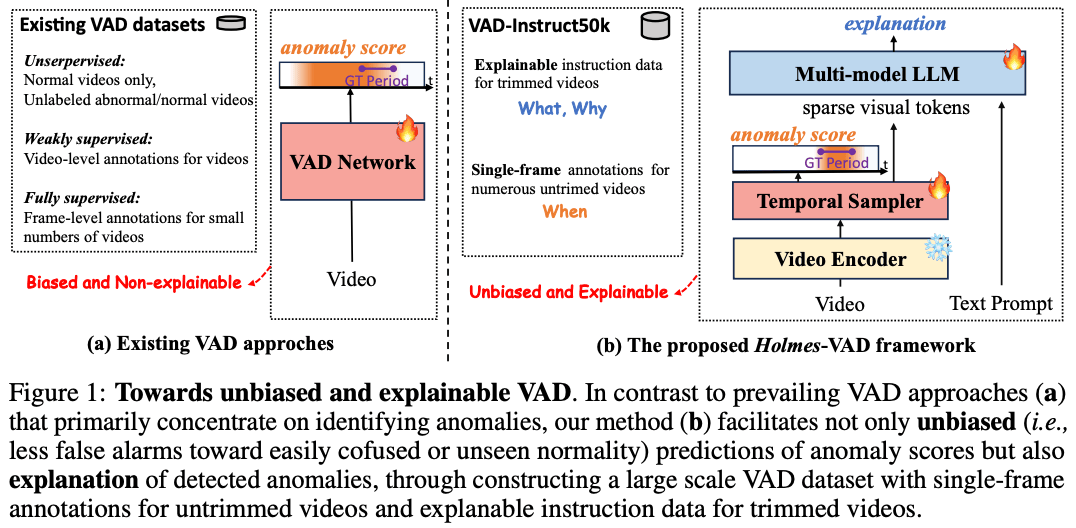 Existing VAD datasets
Unserpervised:
Normal videos only,
Unlabeled abnormal/normal videos
Weakly supervised:
Video-level annotations for videos
Fully supervised:
Frame-level annotations for small
numbers of videos
Biased and Non-explainable
anomaly score
GT Period
t
VAD Network
Video
(a) Existing VAD approches
VAD-Instruct50k
Explainable instruction data
for trimmed videos
What, Why
Single-frame annotations for
numerous untrimed videos
When
Unbiased and Explainable
explanation
Multi-model LLM
sparse visual tokens
anomaly score
GT Period
t
Temporal Sampler
Video Encoder
Video
Text Prompt
(b) The proposed Holmes-VAD framework
Figure 1: Towards unbiased and explainable VAD. In contrast to prevailing VAD approaches (a)
that primarily concentrate on identifying anomalies, our method (b) facilitates not only unbiased (i.e.,
less false alarms toward easily cofused or unseen normality) predictions of anomaly scores but also
explanation of detected anomalies, through constructing a large scale VAD dataset with single-frame
annotations for untrimmed videos and explanable instruction data for trimmed videos.